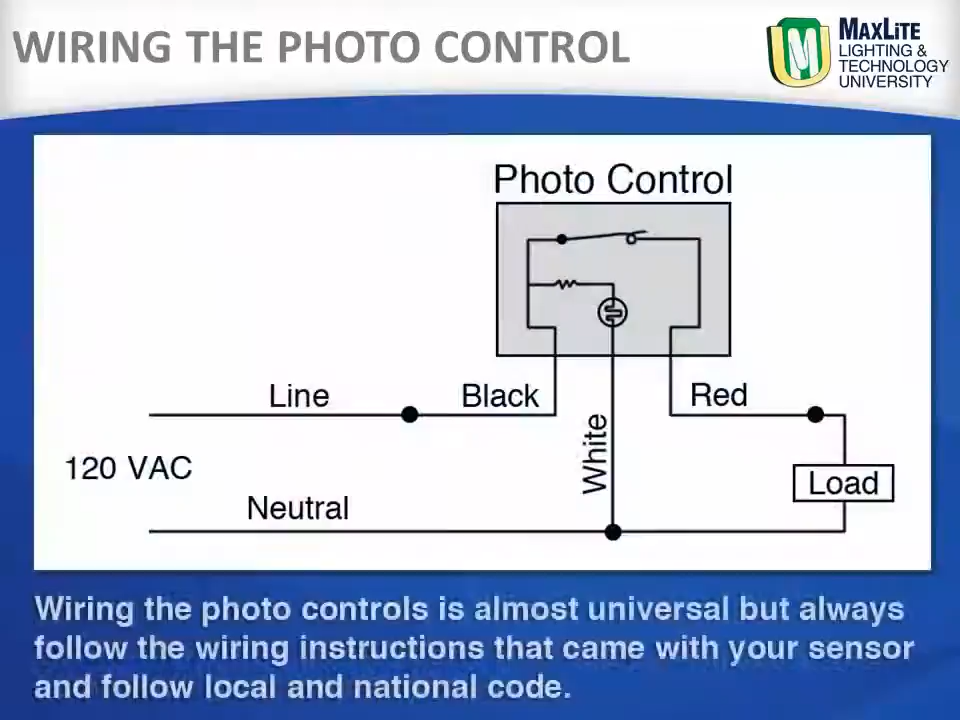 WIRING THE PHOTO CONTROL
MAXLITE
LIGHTING &
TECHNOLOGY
UNIVERSITY
Photo Control
Line
Black
White
Red
120 VAC
Load
Neutral
Wiring the photo controls is almost universal but always
follow the wiring instructions that came with your sensor
and follow local and national code.